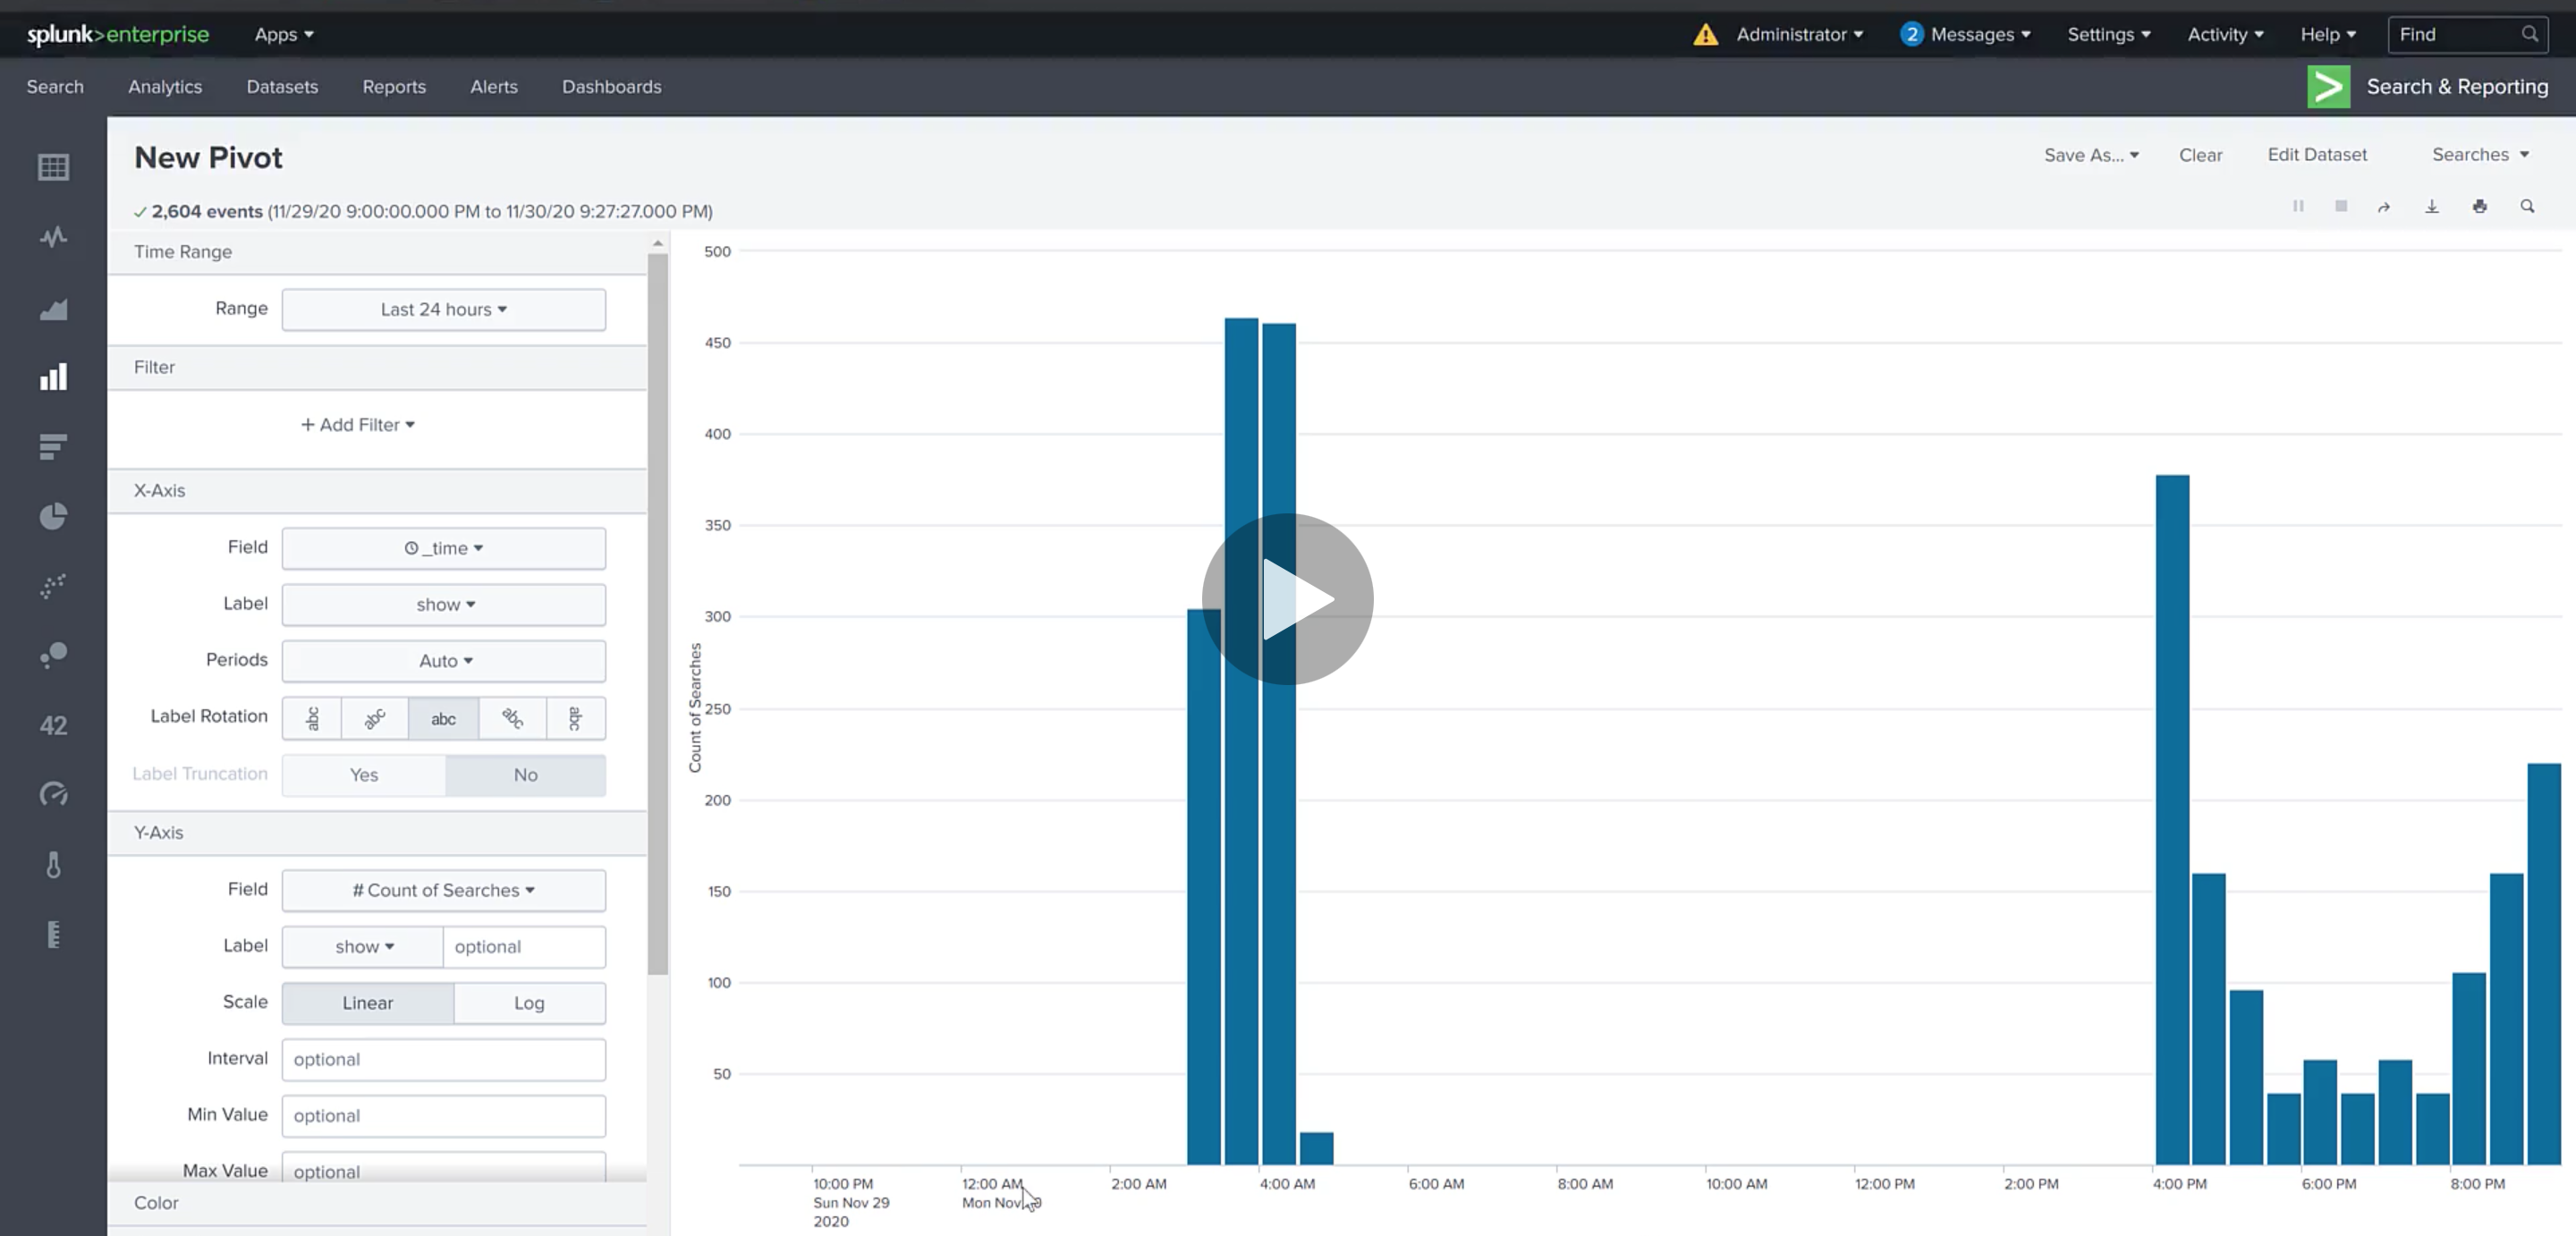 splunk>enterprise Apps Administrator 2 Messages Settings Activity Help Find
Search Analytics Datasets Reports Alerts Dashboards Search & Reporting
New Pivot Save As... Clear Edit Dataset Searches
2,604 events (11/29/20 9:00:00.000 PM to 11/30/20 9:27:27.000 PM)
Time Range
Range Last 24 hours
Filter
+ Add Filter
X-Axis
Field _time
Label show
Periods Auto
Label Rotation abc abc abc abc abc
Label Truncation Yes No
Y-Axis
Field # Count of Searches
Label show optional
Scale Linear Log
Interval optional
Min Value optional
Max Value optional
Color
42
Count of Searches
500
450
400
350
300
250
200
150
100
50
10:00 PM 12:00 AM 2:00 AM 4:00 AM 6:00 AM 8:00 AM 10:00 AM 12:00 PM 2:00 PM 4:00 PM 6:00 PM 8:00 PM
Sun Nov 29 Mon Nov
2020